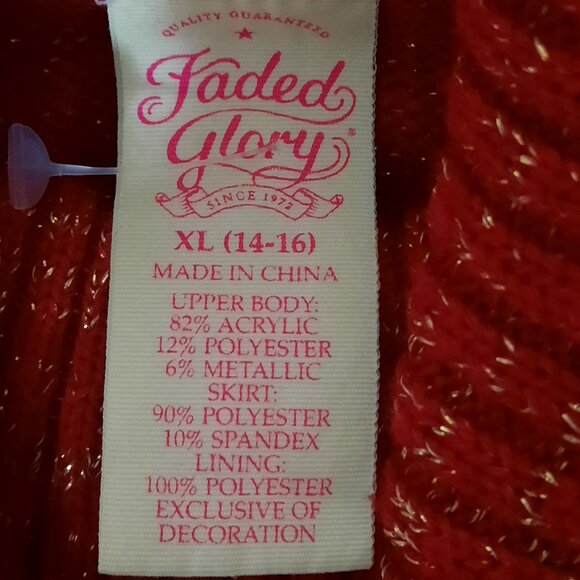 QUALITY GUARANTEED
Faded
Glory®
SINCE 1972
XL (14-16)
MADE IN CHINA
UPPER BODY:
82% ACRYLIC
12% POLYESTER
6% METALLIC
SKIRT:
90% POLYESTER
10% SPANDEX
LINING:
100% POLYESTER
EXCLUSIVE OF
DECORATION